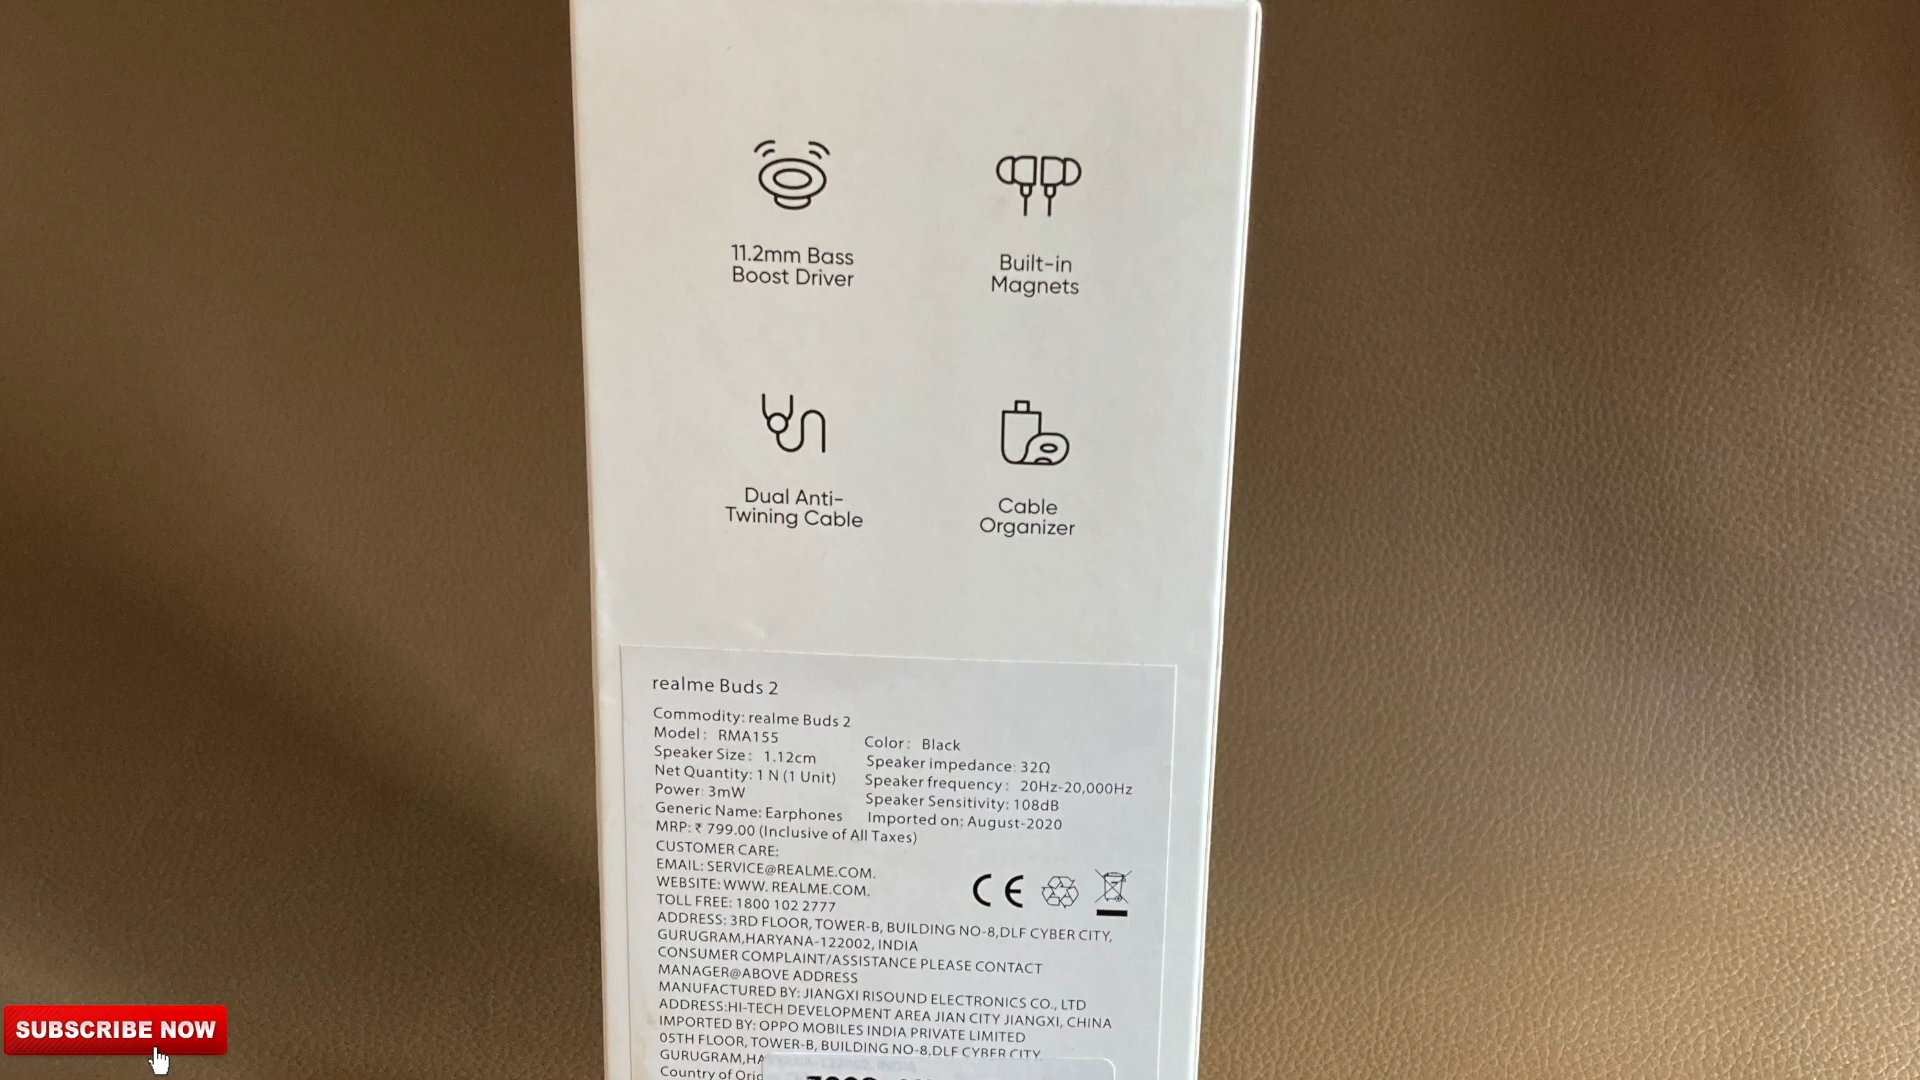 11.2mm Bass
Boost Driver
Built-in
Magnets
Dual Anti-
Twining Cable
Cable
Organizer
realme Buds 2
Commodity: realme Buds 2
Model: RMA155
Color: Black
Speaker Size: 1.12cm
Speaker impedance: 32Ω
Net Quantity: 1 N (1 Unit)
Speaker frequency: 20Hz-20,000Hz
Power: 3mW
Speaker Sensitivity: 108dB
Generic Name: Earphones
Imported on: August-2020
MRP: ₹ 799.00 (Inclusive of All Taxes)
CUSTOMER CARE:
EMAIL: SERVICE@REALME.COM.
WEBSITE: WWW. REALME.COM.
TOLL FREE: 1800 102 2777
CE
ADDRESS: 3RD FLOOR, TOWER-B, BUILDING NO-8,DLF CYBER CITY,
GURUGRAM,HARYANA-122002, INDIA
CONSUMER COMPLAINT/ASSISTANCE PLEASE CONTACT
MANAGER@ABOVE ADDRESS
MANUFACTURED BY: JIANGXI RISOUND ELECTRONICS CO., LTD
ADDRESS:HI-TECH DEVELOPMENT AREA JIAN CITY JIANGXI, CHINA
IMPORTED BY: OPPO MOBILES INDIA PRIVATE LIMITED
05TH FLOOR, TOWER-B, BUILDING NO-8,DLF CYBER CITY
GURUGRAM,HA
Country of
SUBSCRIBE NOW